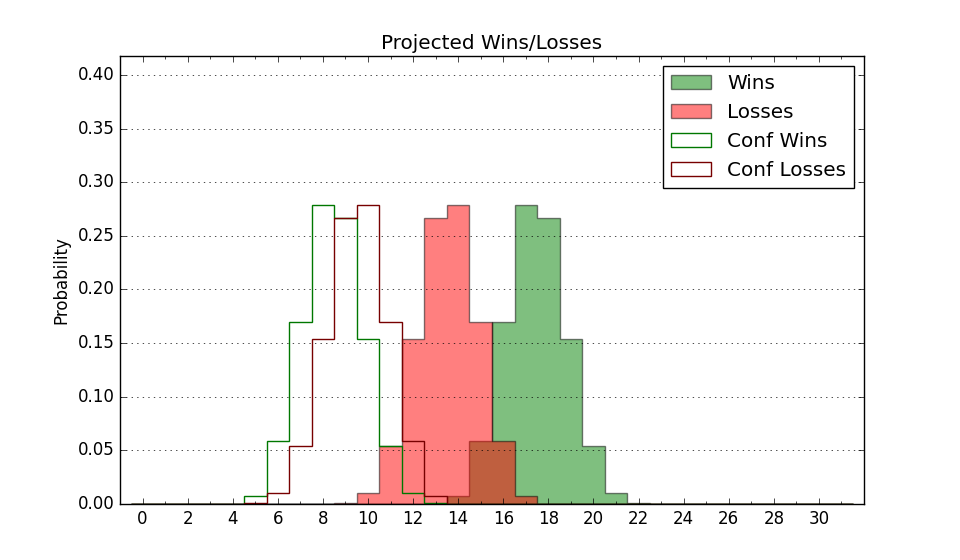 Projected Wins/Losses
Wins
Losses
Conf Wins
Conf Losses
Probability
0.40
0.35
0.30
0.25
0.20
0.15
0.10
0.05
0.00
0 2 4 6 8 10 12 14 16 18 20 22 24 26 28 30